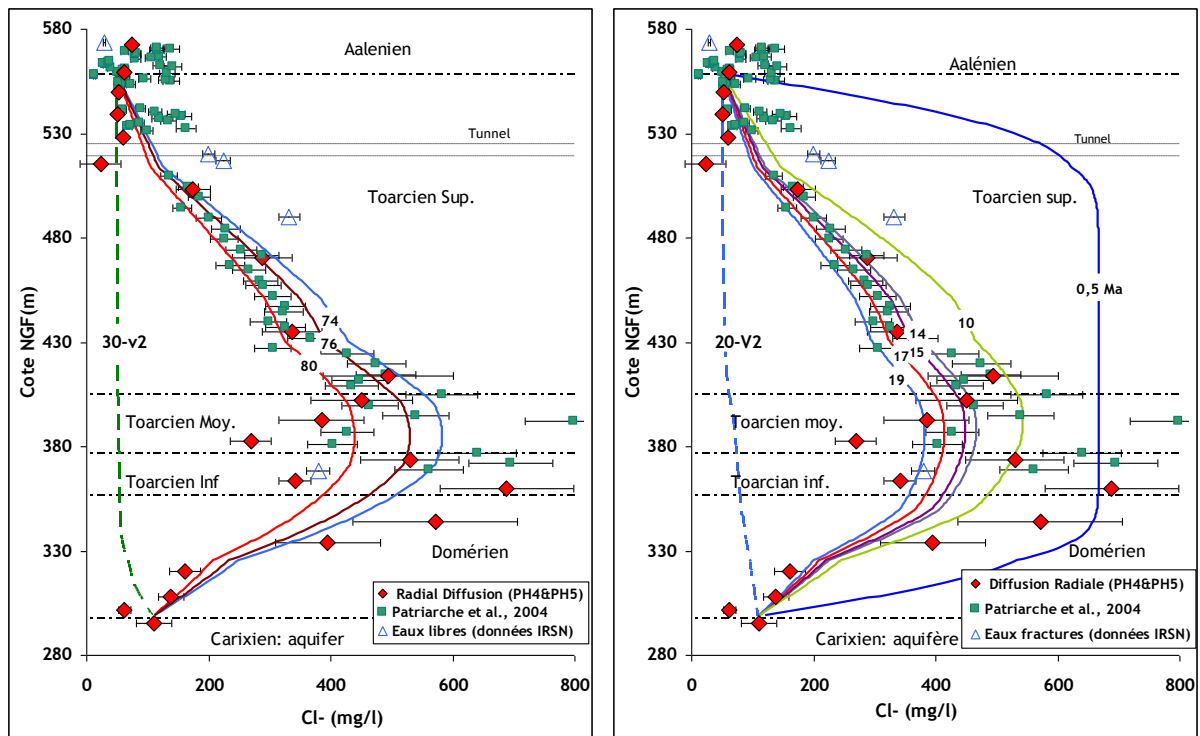 580
530
480
430
380
330
280
Cote NGF(m)
Aalenien
Tunnel
Toarcien Sup.
74
76
80
30-v2
Toarcien Moy.
Toarcien Inf
Domérien
Radial Diffusion (PH4&PH5)
Patriarche et al., 2004
Eaux libres (données IRSN)
Carixien: aquifer
0 200 400 600 800
Cl- (mg/l)
580
530
480
430
380
330
280
Cote NGF(m)
Aalénien
Tunnel
Toarcien sup.
0,5 Ma
10
14
15
17
19
20-V2
Toarcien moy.
Toarcian inf.
Domérien
Diffusion Radiale (PH4&PH5)
Patriarche et al., 2004
Eaux fractures (données IRSN)
Carixien: aquifère
0 200 400 600 800
Cl- (mg/l)